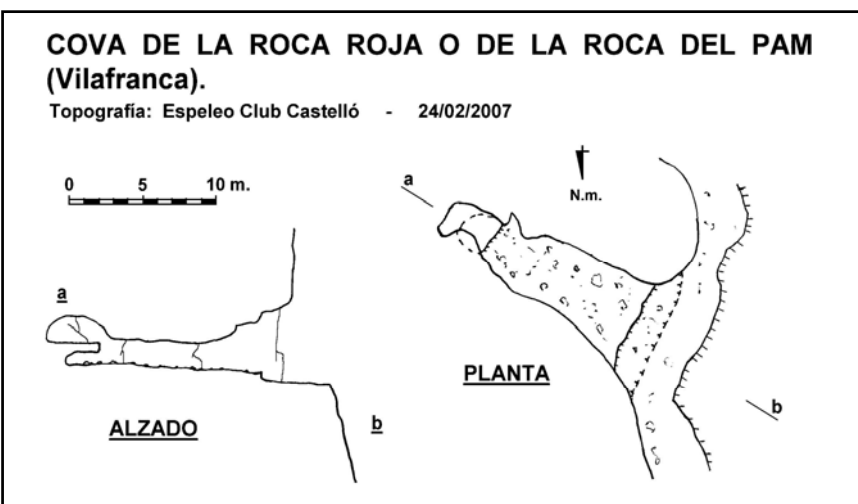 COVA DE LA ROCA ROJA O DE LA ROCA DEL PAM
(Vilafranca).
Topografía: Espeleo Club Castelló - 24/02/2007
0 5 10 m.
a
b
ALZADO
N.m.
a
b
PLANTA